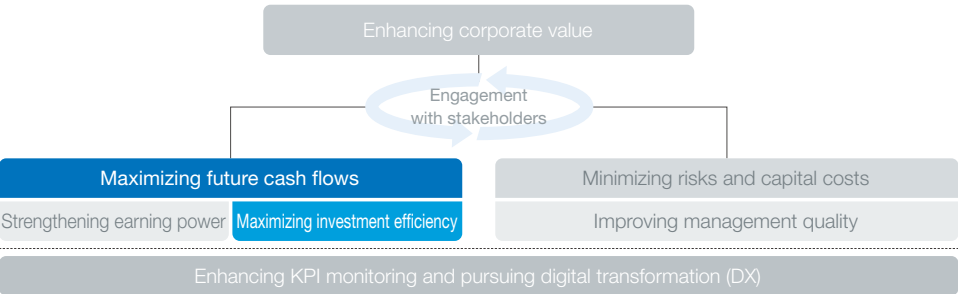 Enhancing corporate value
Engagement
with stakeholders
Maximizing future cash flows
Minimizing risks and capital costs
Strengthening earning power
Maximizing investment efficiency
Improving management quality
Enhancing KPI monitoring and pursuing digital transformation (DX)